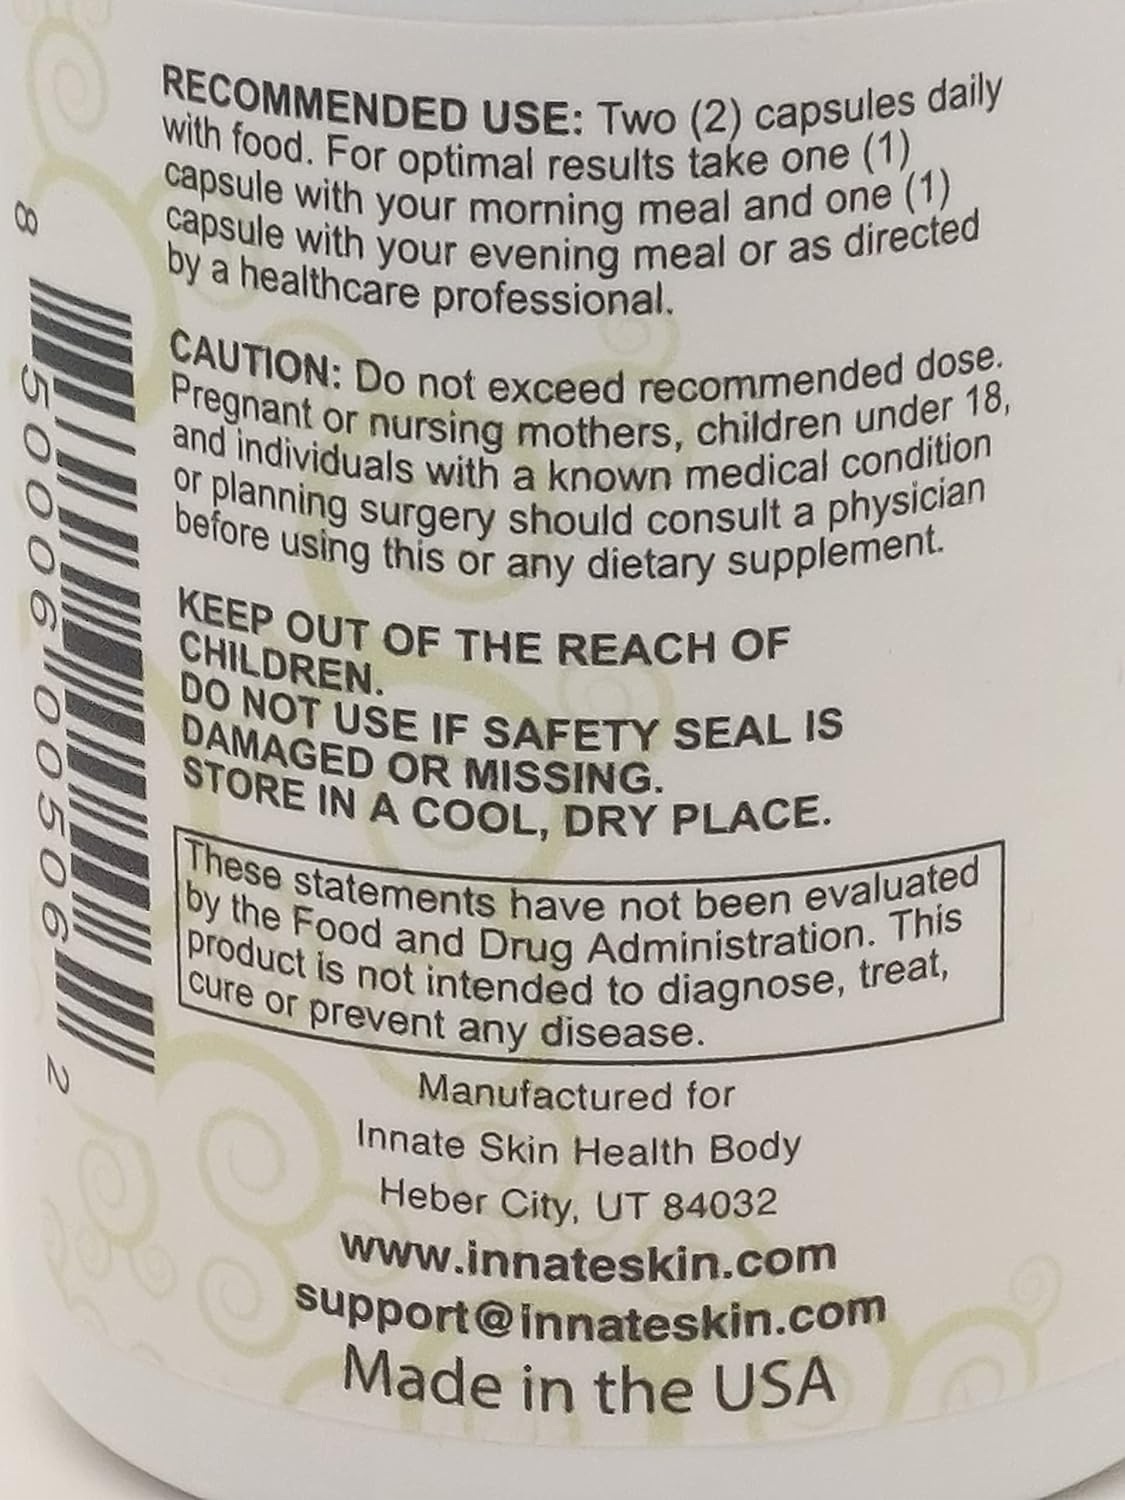 RECOMMENDED USE: Two (2) capsules daily
with food. For optimal results take one (1)
capsule with your morning meal and one (1)
capsule with your evening meal or as directed
by a healthcare professional.
CAUTION: Do not exceed recommended dose.
Pregnant or nursing mothers, children under 18,
and individuals with a known medical condition
or planning surgery should consult a physician
before using this or any dietary supplement.
KEEP OUT OF THE REACH OF
CHILDREN.
DO NOT USE IF SAFETY SEAL IS
DAMAGED OR MISSING.
STORE IN A COOL, DRY PLACE.
These statements have not been evaluated
by the Food and Drug Administration. This
product is not intended to diagnose, treat,
cure or prevent any disease.
Manufactured for
Innate Skin Health Body
Heber City, UT 84032
www.innateskin.com
support@innateskin.com
Made in the USA
8 50006 00506 2